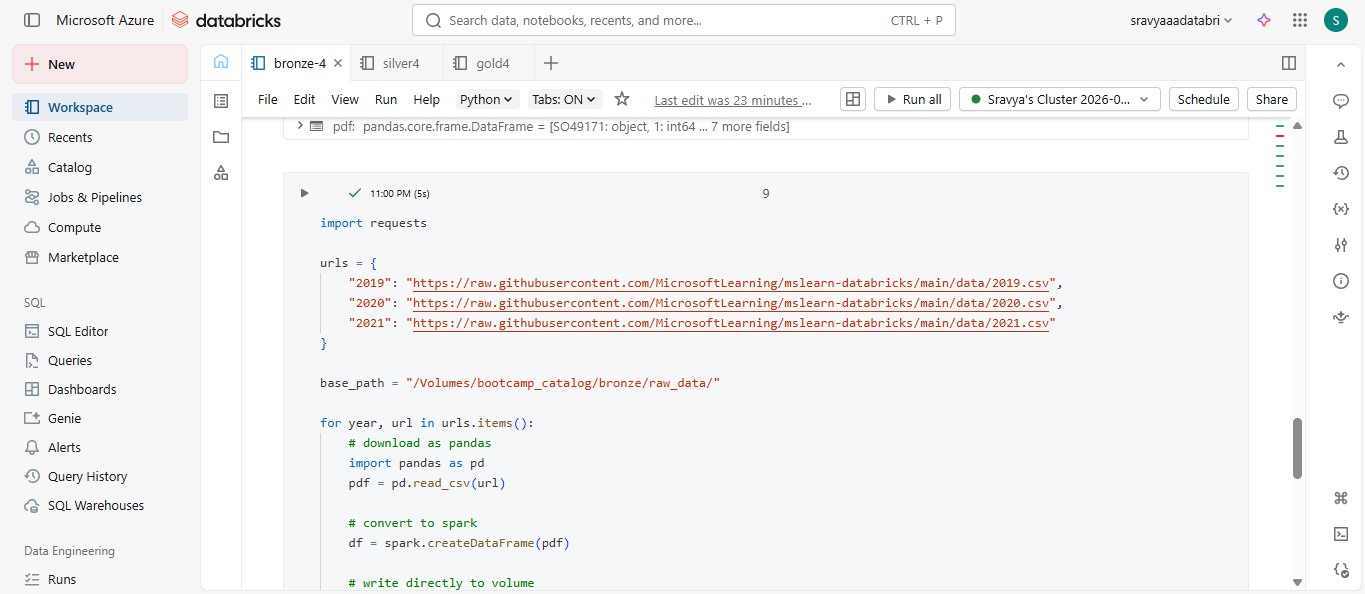 Microsoft Azure databricks
Search data, notebooks, recents, and more... CTRL + P
sravyaaadatabri
S
New
Workspace
Recents
Catalog
Jobs & Pipelines
Compute
Marketplace
SQL
SQL Editor
Queries
Dashboards
Genie
Alerts
Query History
SQL Warehouses
Data Engineering
Runs
bronze-4 silver4 gold4
File Edit View Run Help Python Tabs: ON Last edit was 23 minutes ... Run all Sravya's Cluster 2026-0... Schedule Share
pdf: pandas.core.frame.DataFrame = [SO49171: object, 1: int64 ... 7 more fields]
11:00 PM (5s) 9
import requests
urls = {
"2019": "https://raw.githubusercontent.com/MicrosoftLearning/mslearn-databricks/main/data/2019.csv",
"2020": "https://raw.githubusercontent.com/MicrosoftLearning/mslearn-databricks/main/data/2020.csv",
"2021": "https://raw.githubusercontent.com/MicrosoftLearning/mslearn-databricks/main/data/2021.csv"
}
base_path = "/Volumes/bootcamp_catalog/bronze/raw_data/"
for year, url in urls.items():
# download as pandas
import pandas as pd
pdf = pd.read_csv(url)
# convert to spark
df = spark.createDataFrame(pdf)
# write directly to volume